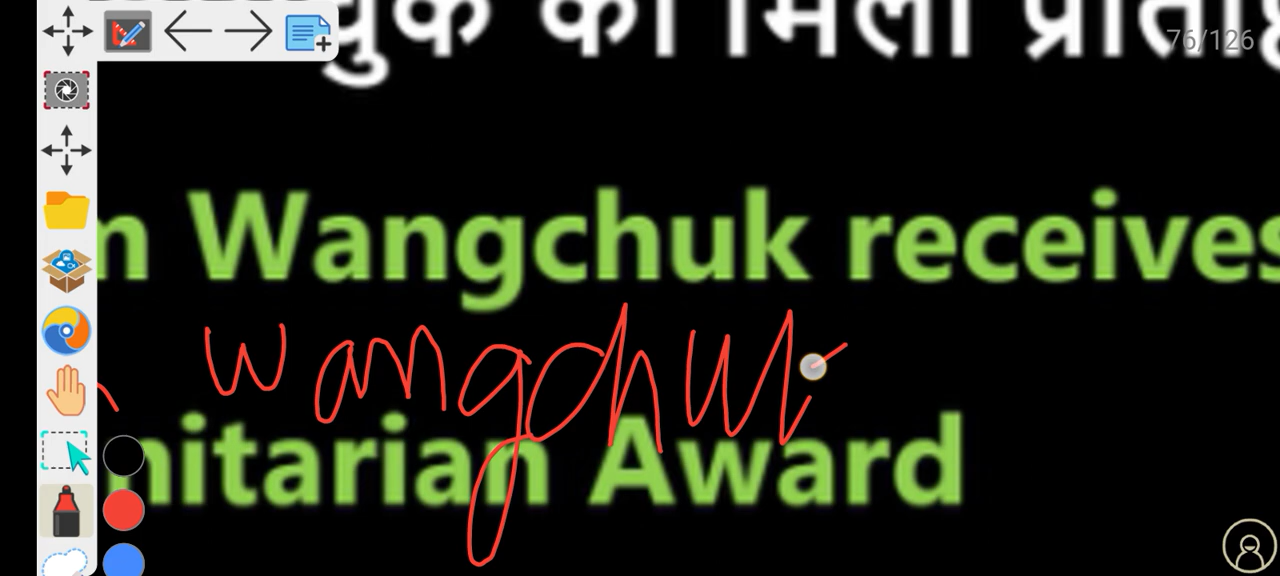 को मिला
76/126
n Wangchuk receives
wangchuk
nitarian Award